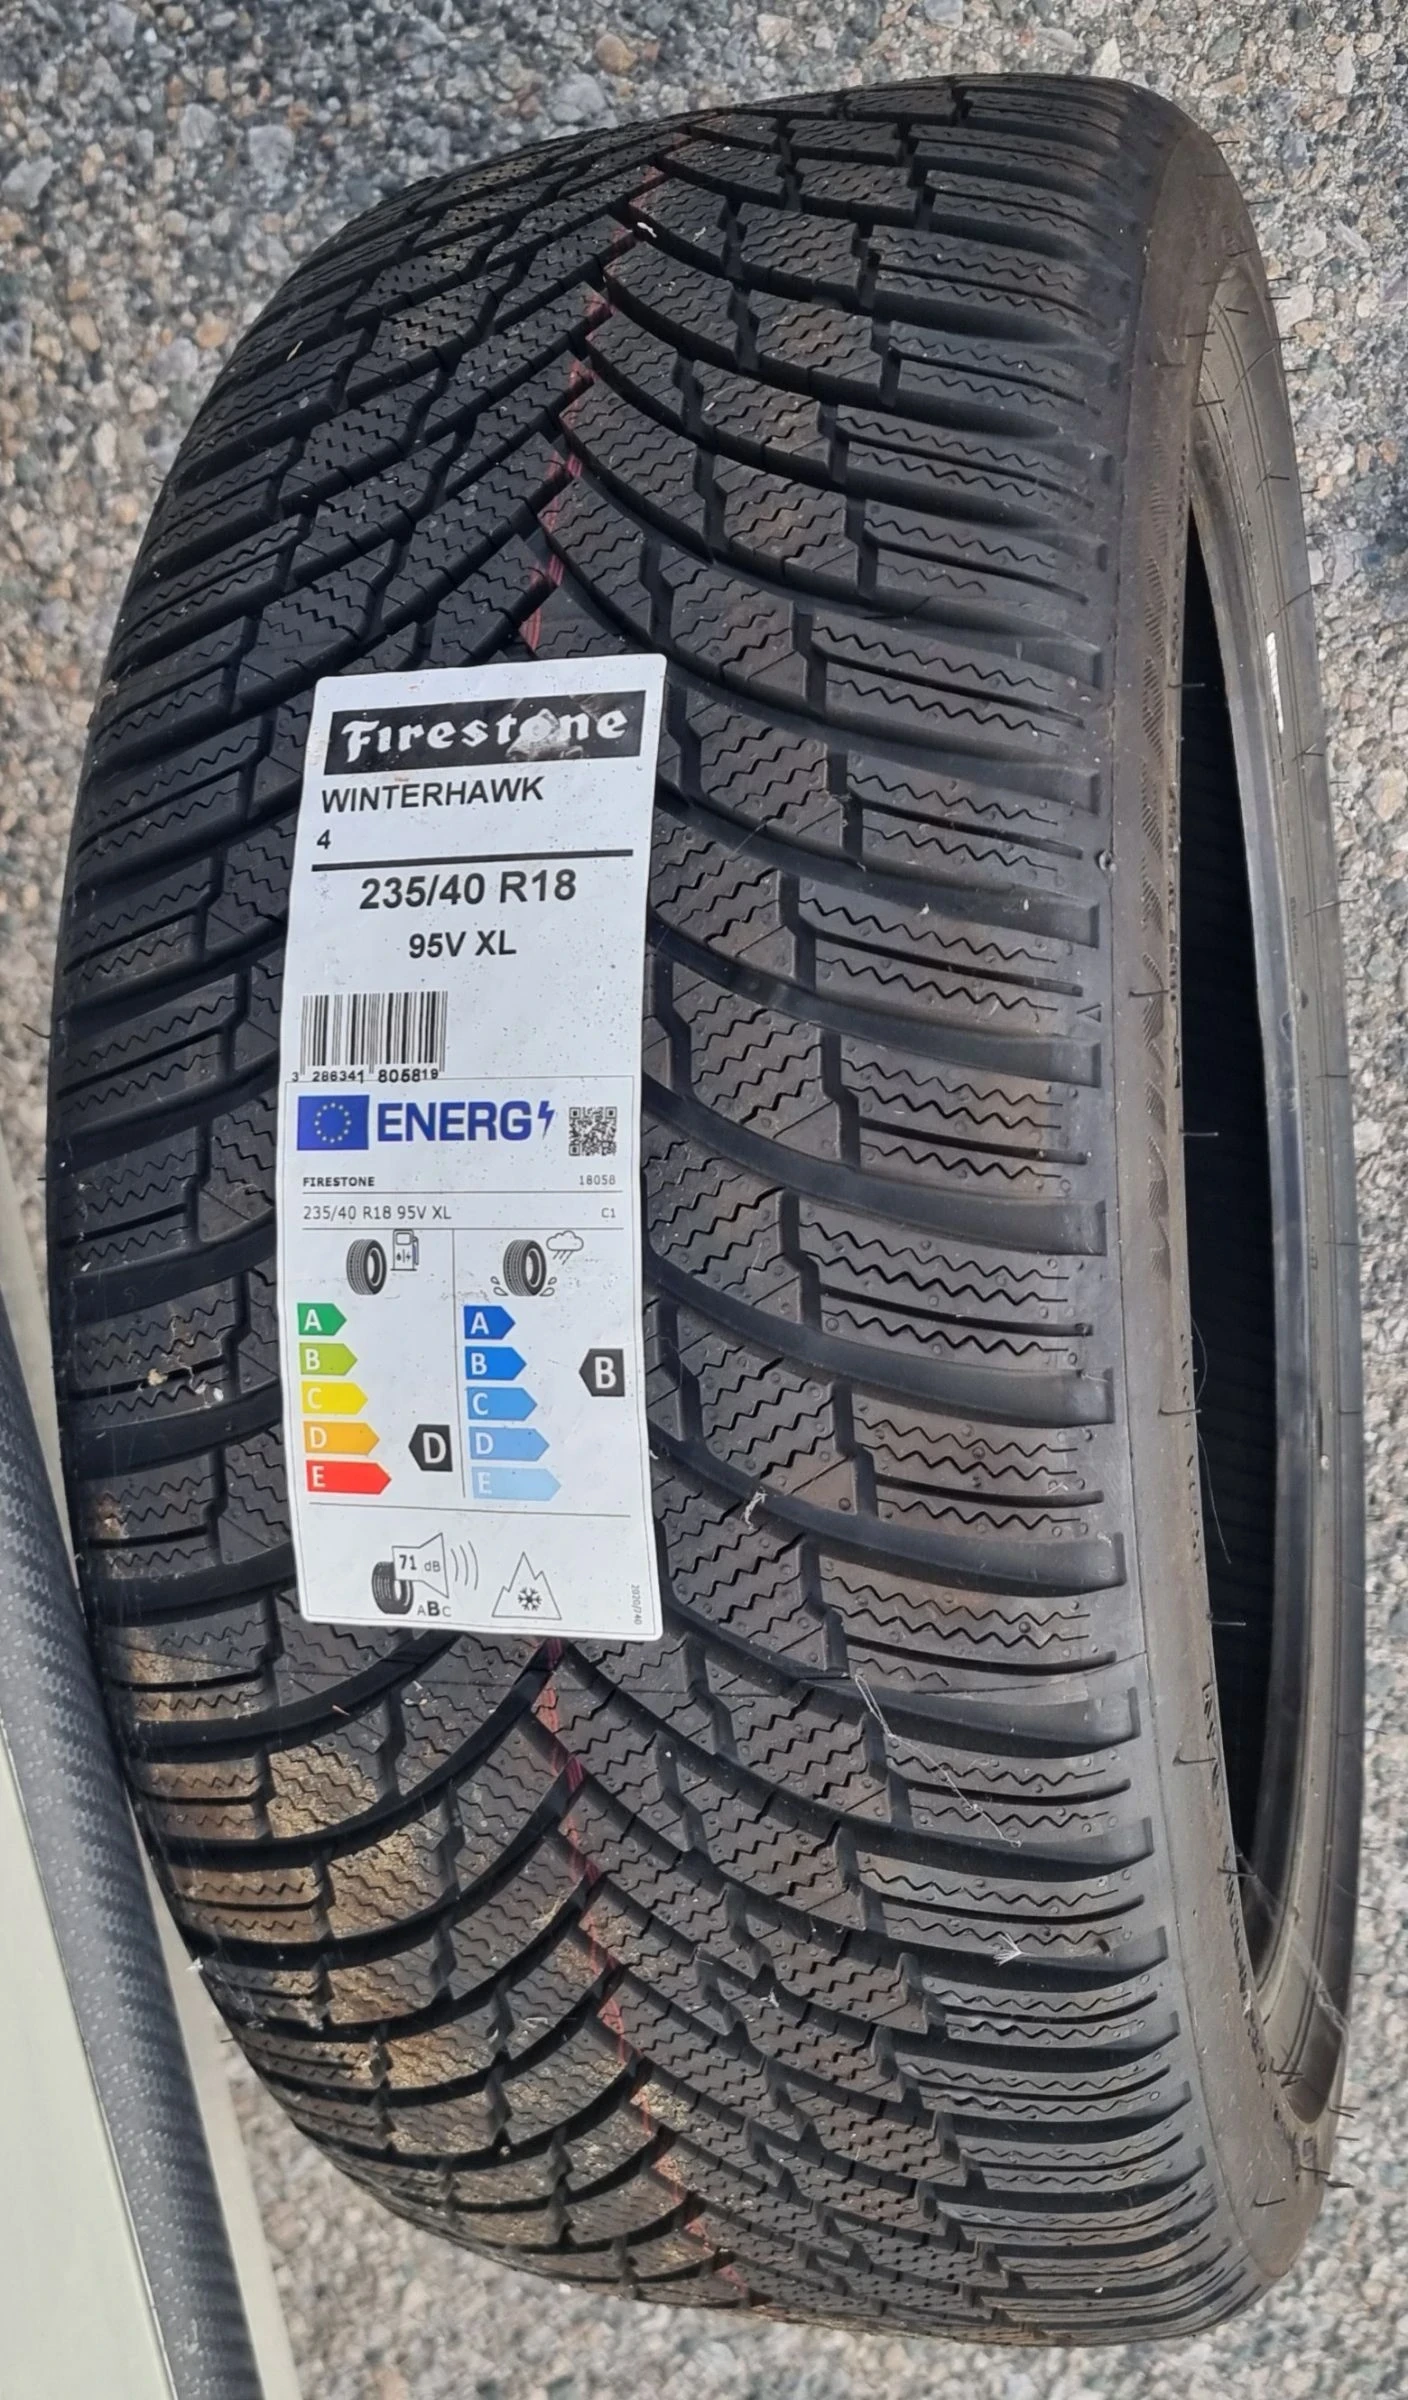 Firestone
WINTERHAWK
4
235/40 R18
95V XL
3 286341 805819
ENERG
FIRESTONE 18058
235/40 R18 95V XL C1
A A
B B B
C C
D D D
E E
71 dB
ABC
2020/740